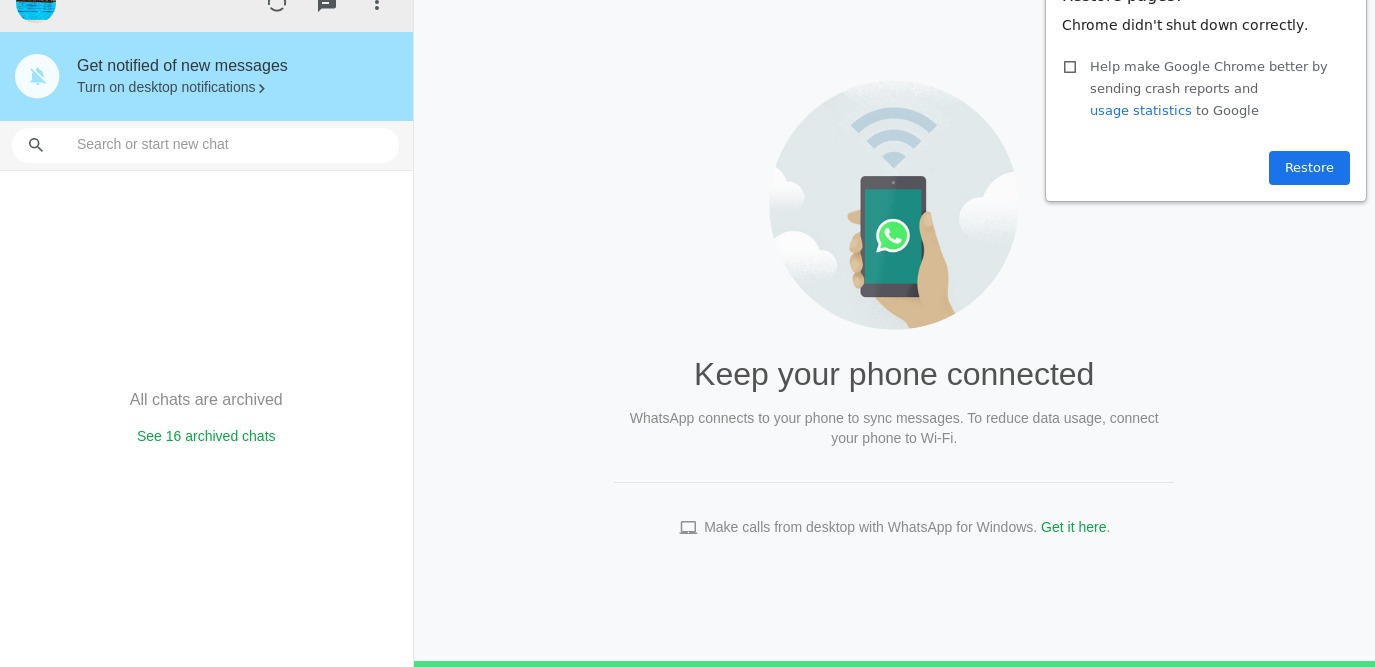 Get notified of new messages
Turn on desktop notifications
Search or start new chat
All chats are archived
See 16 archived chats
Keep your phone connected
WhatsApp connects to your phone to sync messages. To reduce data usage, connect
your phone to Wi-Fi.
Make calls from desktop with WhatsApp for Windows. Get it here.
Restore pages?
Chrome didn't shut down correctly.
Help make Google Chrome better by
sending crash reports and
usage statistics to Google
Restore